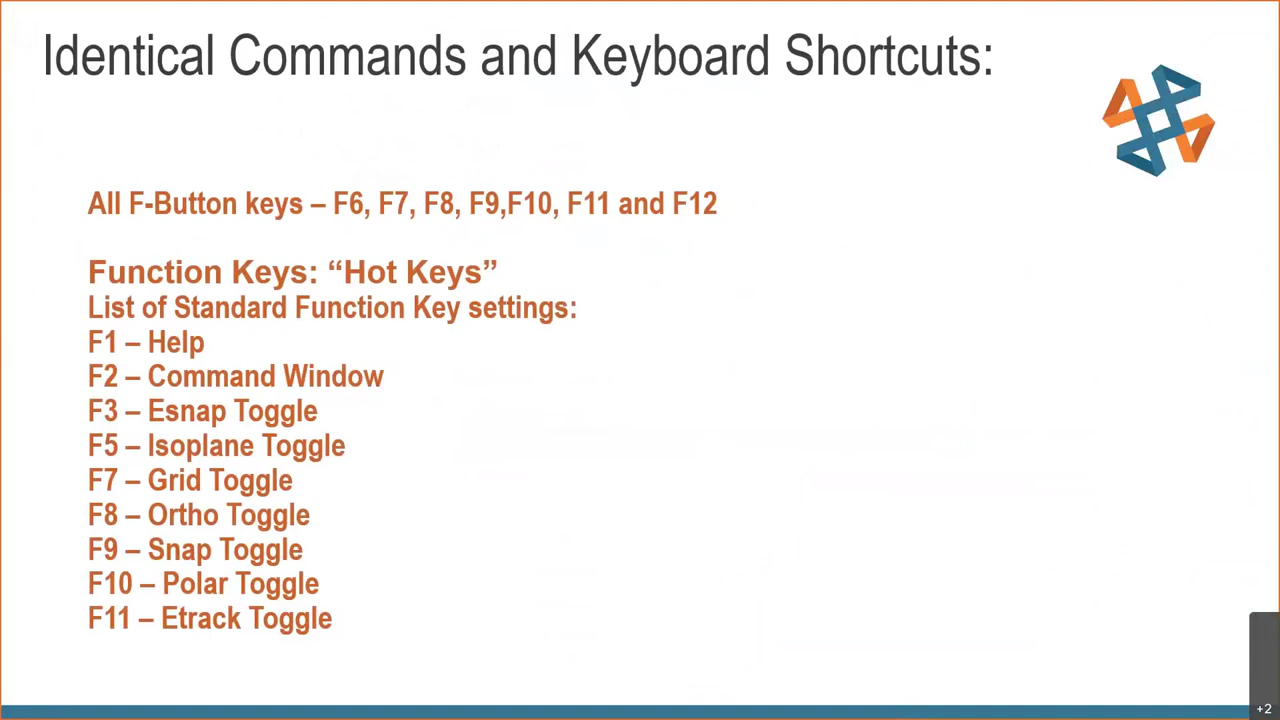 Identical Commands and Keyboard Shortcuts:
All F-Button keys – F6, F7, F8, F9,F10, F11 and F12
Function Keys: “Hot Keys”
List of Standard Function Key settings:
F1 – Help
F2 – Command Window
F3 – Esnap Toggle
F5 – Isoplane Toggle
F7 – Grid Toggle
F8 – Ortho Toggle
F9 – Snap Toggle
F10 – Polar Toggle
F11 – Etrack Toggle
+2